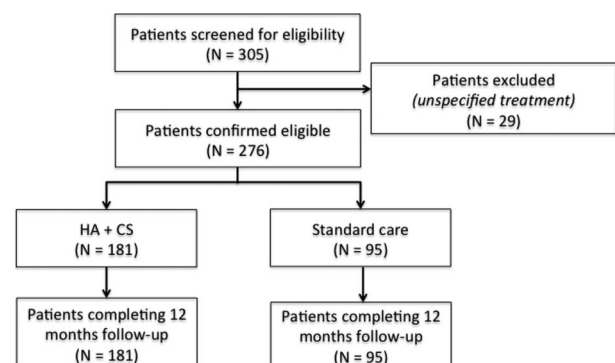 Patients screened for eligibility
(N = 305)
Patients excluded
(unspecified treatment)
(N = 29)
Patients confirmed eligible
(N = 276)
HA + CS
(N = 181)
Standard care
(N = 95)
Patients completing 12
months follow-up
(N = 181)
Patients completing 12
months follow-up
(N = 95)